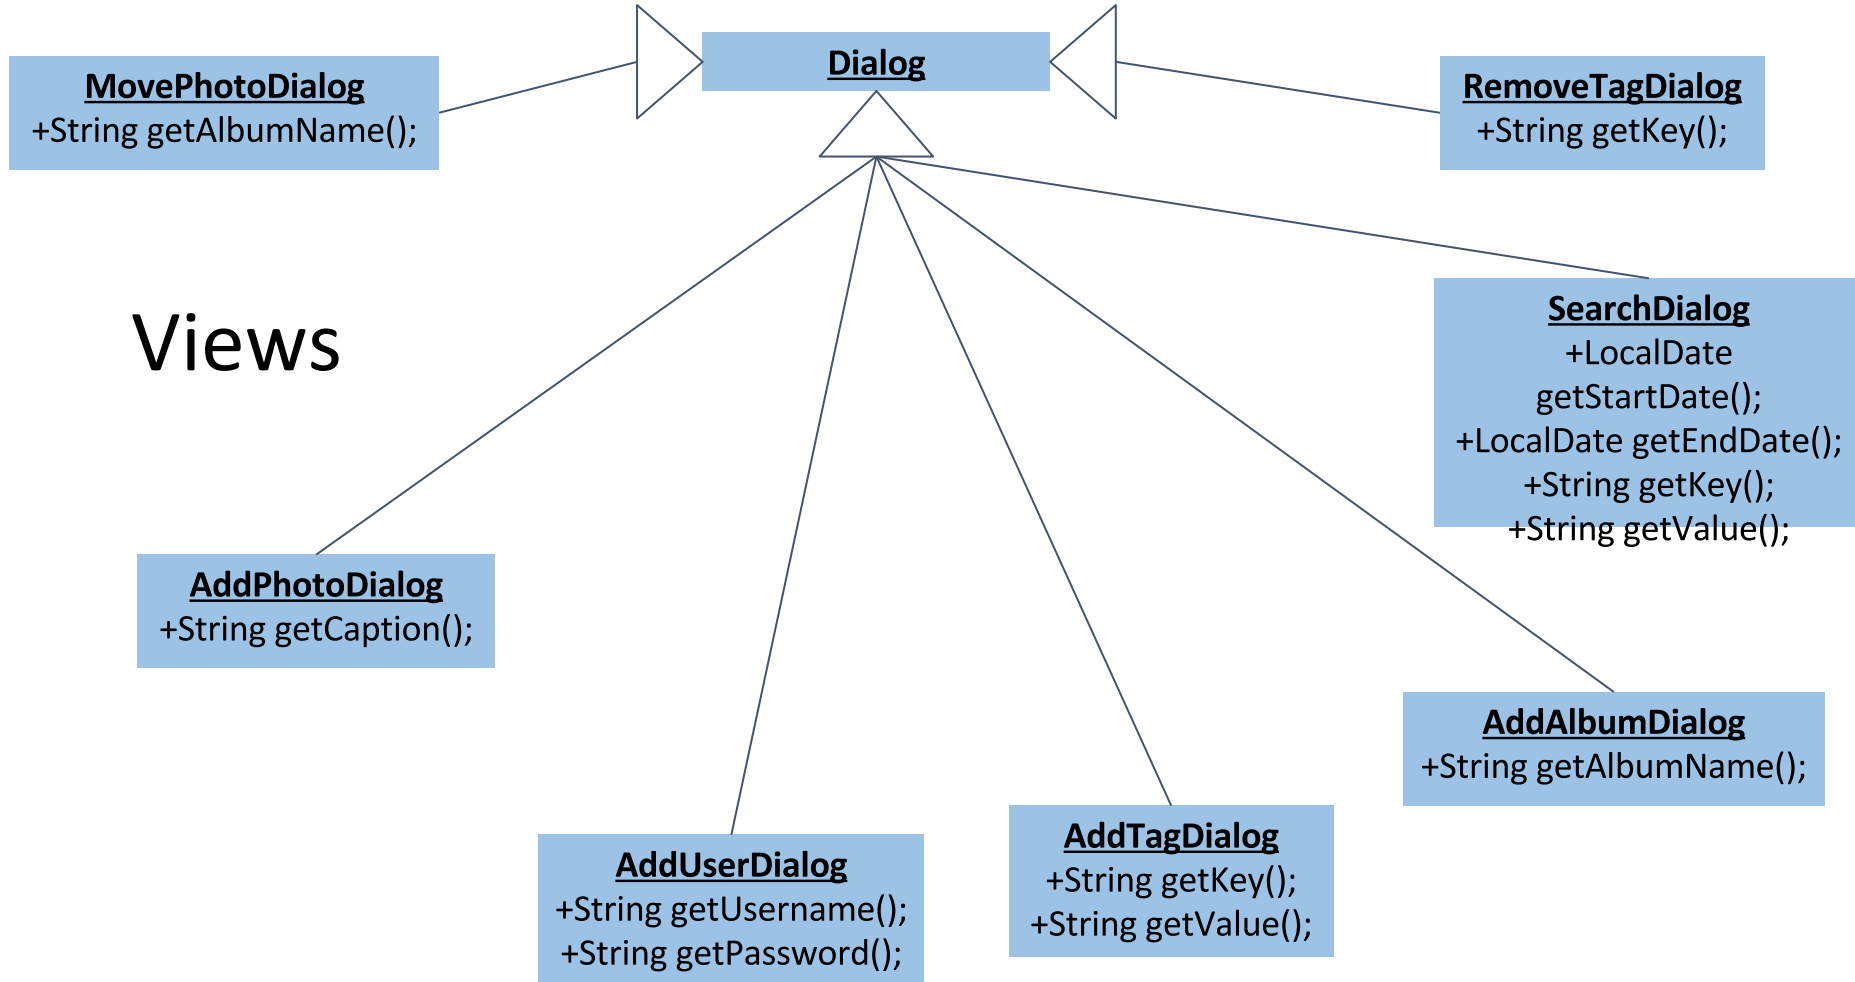 Dialog
MovePhotoDialog
+String getAlbumName();
RemoveTagDialog
+String getKey();
Views
SearchDialog
+LocalDate
getStartDate();
+LocalDate getEndDate();
+String getKey();
+String getValue();
AddPhotoDialog
+String getCaption();
AddAlbumDialog
+String getAlbumName();
AddUserDialog
+String getUsername();
+String getPassword();
AddTagDialog
+String getKey();
+String getValue();